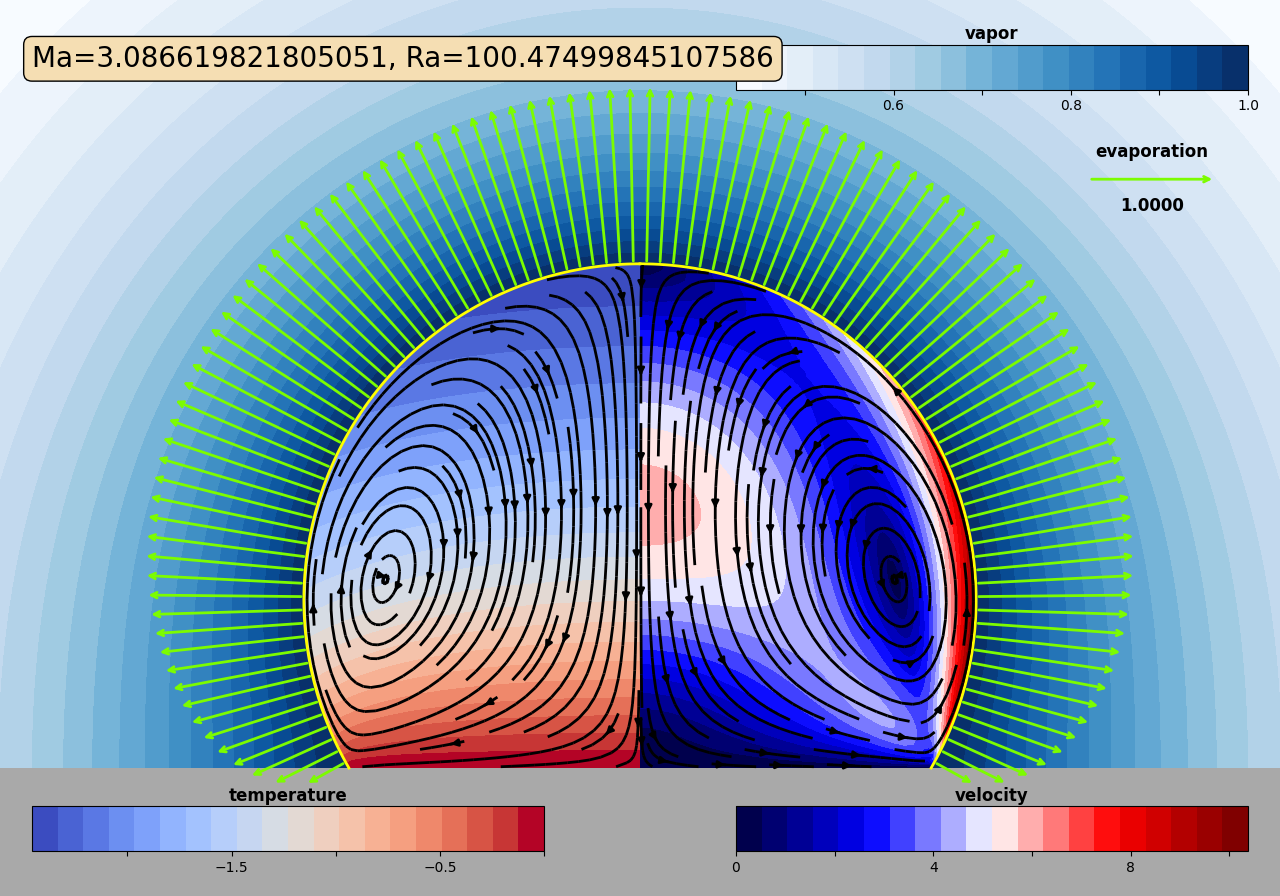 vapor
Ma=3.086619821805051, Ra=100.47499845107586
0.6 0.8 1.0
evaporation
1.0000
temperature velocity
−1.5 −0.5 0 4 8